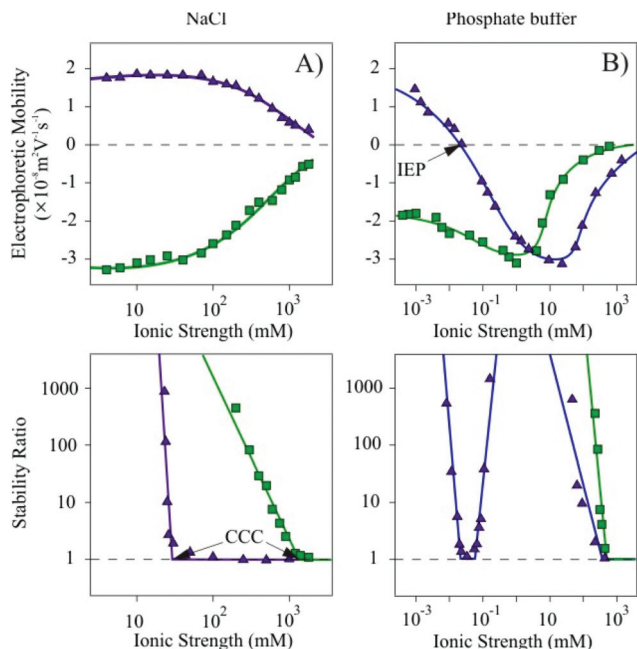 NaCl
Phosphate buffer
A)
B)
Electrophoretic Mobility
(×10⁻⁸m²V⁻¹s⁻¹)
2
1
0
-1
-2
-3
2
1
0
-1
-2
-3
IEP
10
10²
10³
10⁻³
10⁻¹
10
10³
Ionic Strength (mM)
Ionic Strength (mM)
Stability Ratio
1000
100
10
1
1000
100
10
1
CCC
10
10²
10³
10⁻³
10⁻¹
10
10³
Ionic Strength (mM)
Ionic Strength (mM)